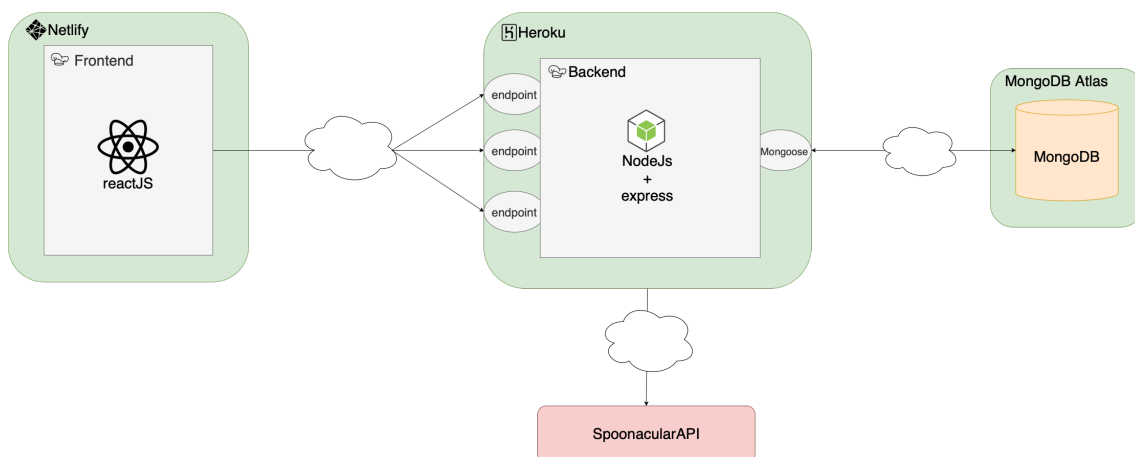 Netlify
Frontend
reactJS
Heroku
Backend
endpoint
endpoint
endpoint
NodeJs
+
express
Mongoose
MongoDB Atlas
MongoDB
SpoonacularAPI